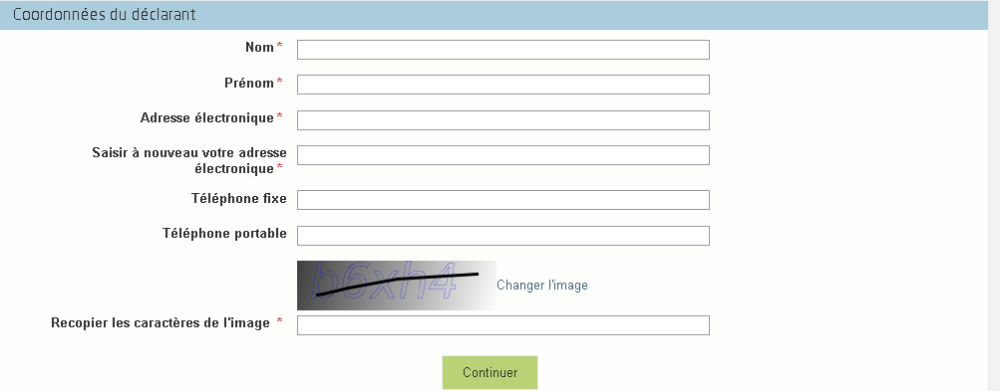 Coordonnées du déclarant
Nom *
Prénom *
Adresse électronique *
Saisir à nouveau votre adresse
électronique *
Téléphone fixe
Téléphone portable
h6xh4
Changer l'image
Recopier les caractères de l'image *
Continuer